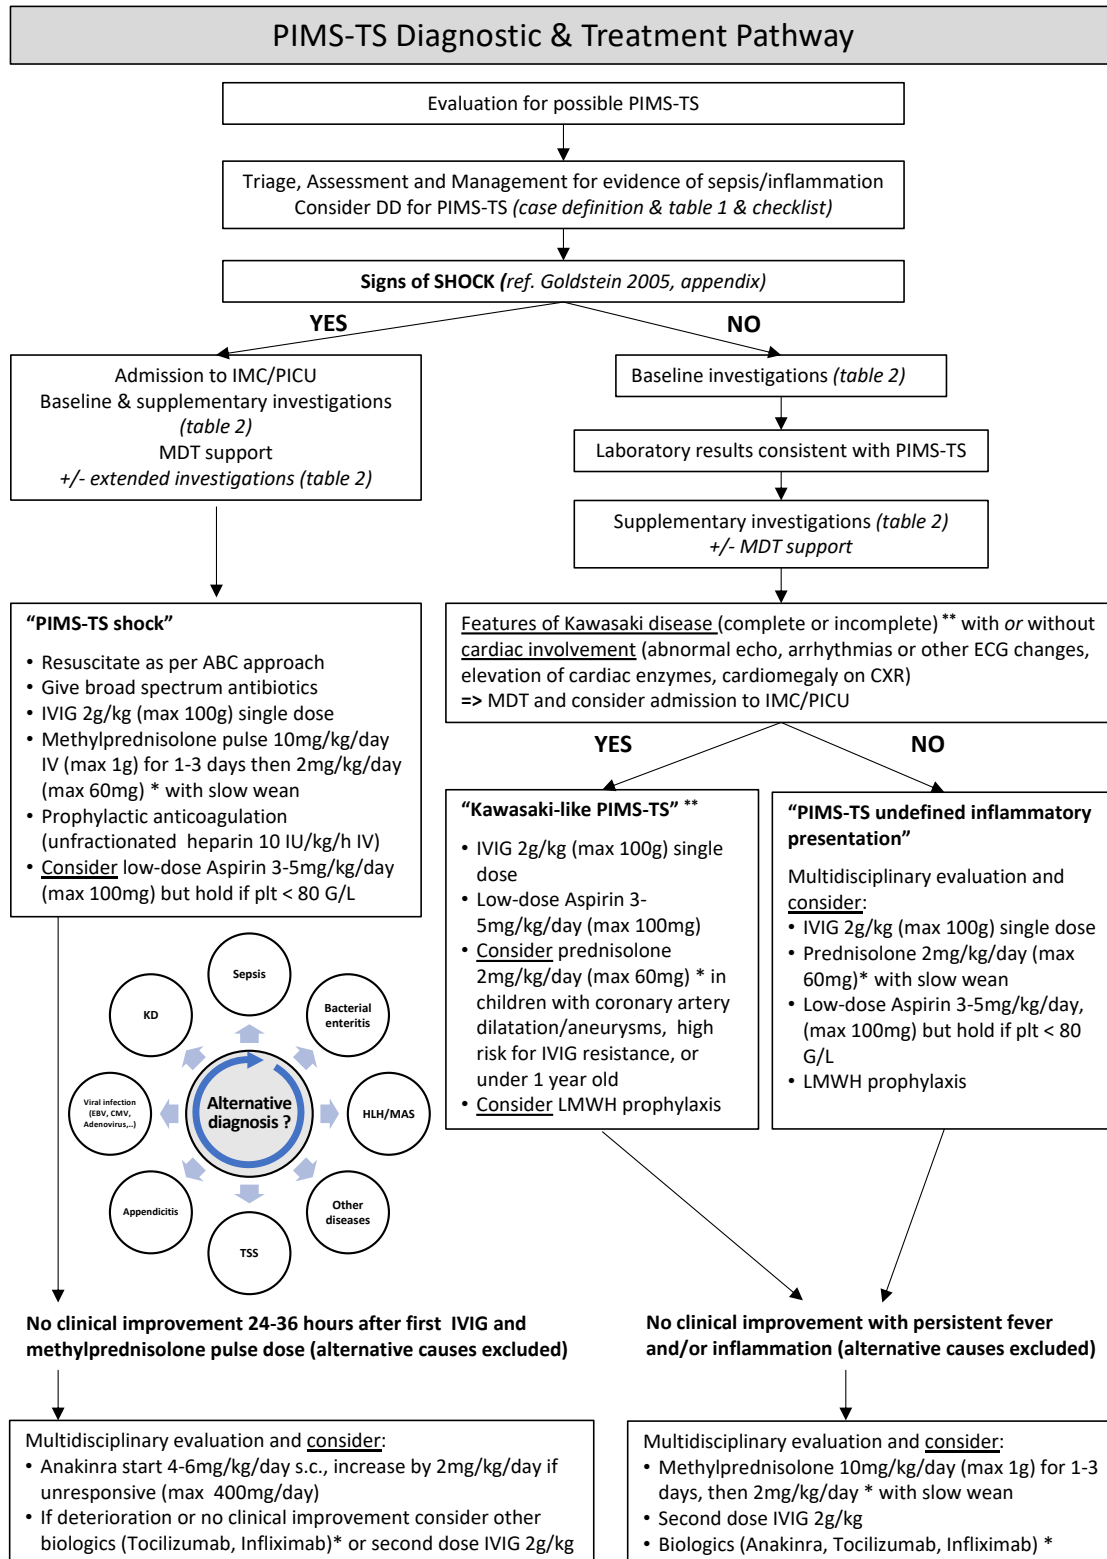 PIMS-TS Diagnostic & Treatment Pathway
Evaluation for possible PIMS-TS
Triage, Assessment and Management for evidence of sepsis/inflammation
Consider DD for PIMS-TS (case definition & table 1 & checklist)
Signs of SHOCK (ref. Goldstein 2005, appendix)
YES
NO
Admission to IMC/PICU
Baseline & supplementary investigations
(table 2)
MDT support
+/- extended investigations (table 2)
Baseline investigations (table 2)
Laboratory results consistent with PIMS-TS
Supplementary investigations (table 2)
+/- MDT support
“PIMS-TS shock”
• Resuscitate as per ABC approach
• Give broad spectrum antibiotics
• IVIG 2g/kg (max 100g) single dose
• Methylprednisolone pulse 10mg/kg/day
IV (max 1g) for 1-3 days then 2mg/kg/day
(max 60mg) * with slow wean
• Prophylactic anticoagulation
(unfractionated heparin 10 IU/kg/h IV)
• Consider low-dose Aspirin 3-5mg/kg/day
(max 100mg) but hold if plt < 80 G/L
Features of Kawasaki disease (complete or incomplete) ** with or without
cardiac involvement (abnormal echo, arrhythmias or other ECG changes,
elevation of cardiac enzymes, cardiomegaly on CXR)
=> MDT and consider admission to IMC/PICU
YES
NO
“Kawasaki-like PIMS-TS” **
• IVIG 2g/kg (max 100g) single
dose
• Low-dose Aspirin 3-
5mg/kg/day (max 100mg)
• Consider prednisolone
2mg/kg/day (max 60mg) * in
children with coronary artery
dilatation/aneurysms, high
risk for IVIG resistance, or
under 1 year old
• Consider LMWH prophylaxis
“PIMS-TS undefined inflammatory
presentation”
Multidisciplinary evaluation and
consider:
• IVIG 2g/kg (max 100g) single dose
• Prednisolone 2mg/kg/day (max
60mg)* with slow wean
• Low-dose Aspirin 3-5mg/kg/day,
(max 100mg) but hold if plt < 80
G/L
• LMWH prophylaxis
Alternative
diagnosis ?
Sepsis
Bacterial
enteritis
HLH/MAS
Other
diseases
TSS
Appendicitis
Viral infection
(EBV, CMV,
Adenovirus,..)
KD
No clinical improvement 24-36 hours after first IVIG and
methylprednisolone pulse dose (alternative causes excluded)
No clinical improvement with persistent fever
and/or inflammation (alternative causes excluded)
Multidisciplinary evaluation and consider:
• Anakinra start 4-6mg/kg/day s.c., increase by 2mg/kg/day if
unresponsive (max 400mg/day)
• If deterioration or no clinical improvement consider other
biologics (Tocilizumab, Infliximab)* or second dose IVIG 2g/kg
Multidisciplinary evaluation and consider:
• Methylprednisolone 10mg/kg/day (max 1g) for 1-3
days, then 2mg/kg/day * with slow wean
• Second dose IVIG 2g/kg
• Biologics (Anakinra, Tocilizumab, Infliximab) *